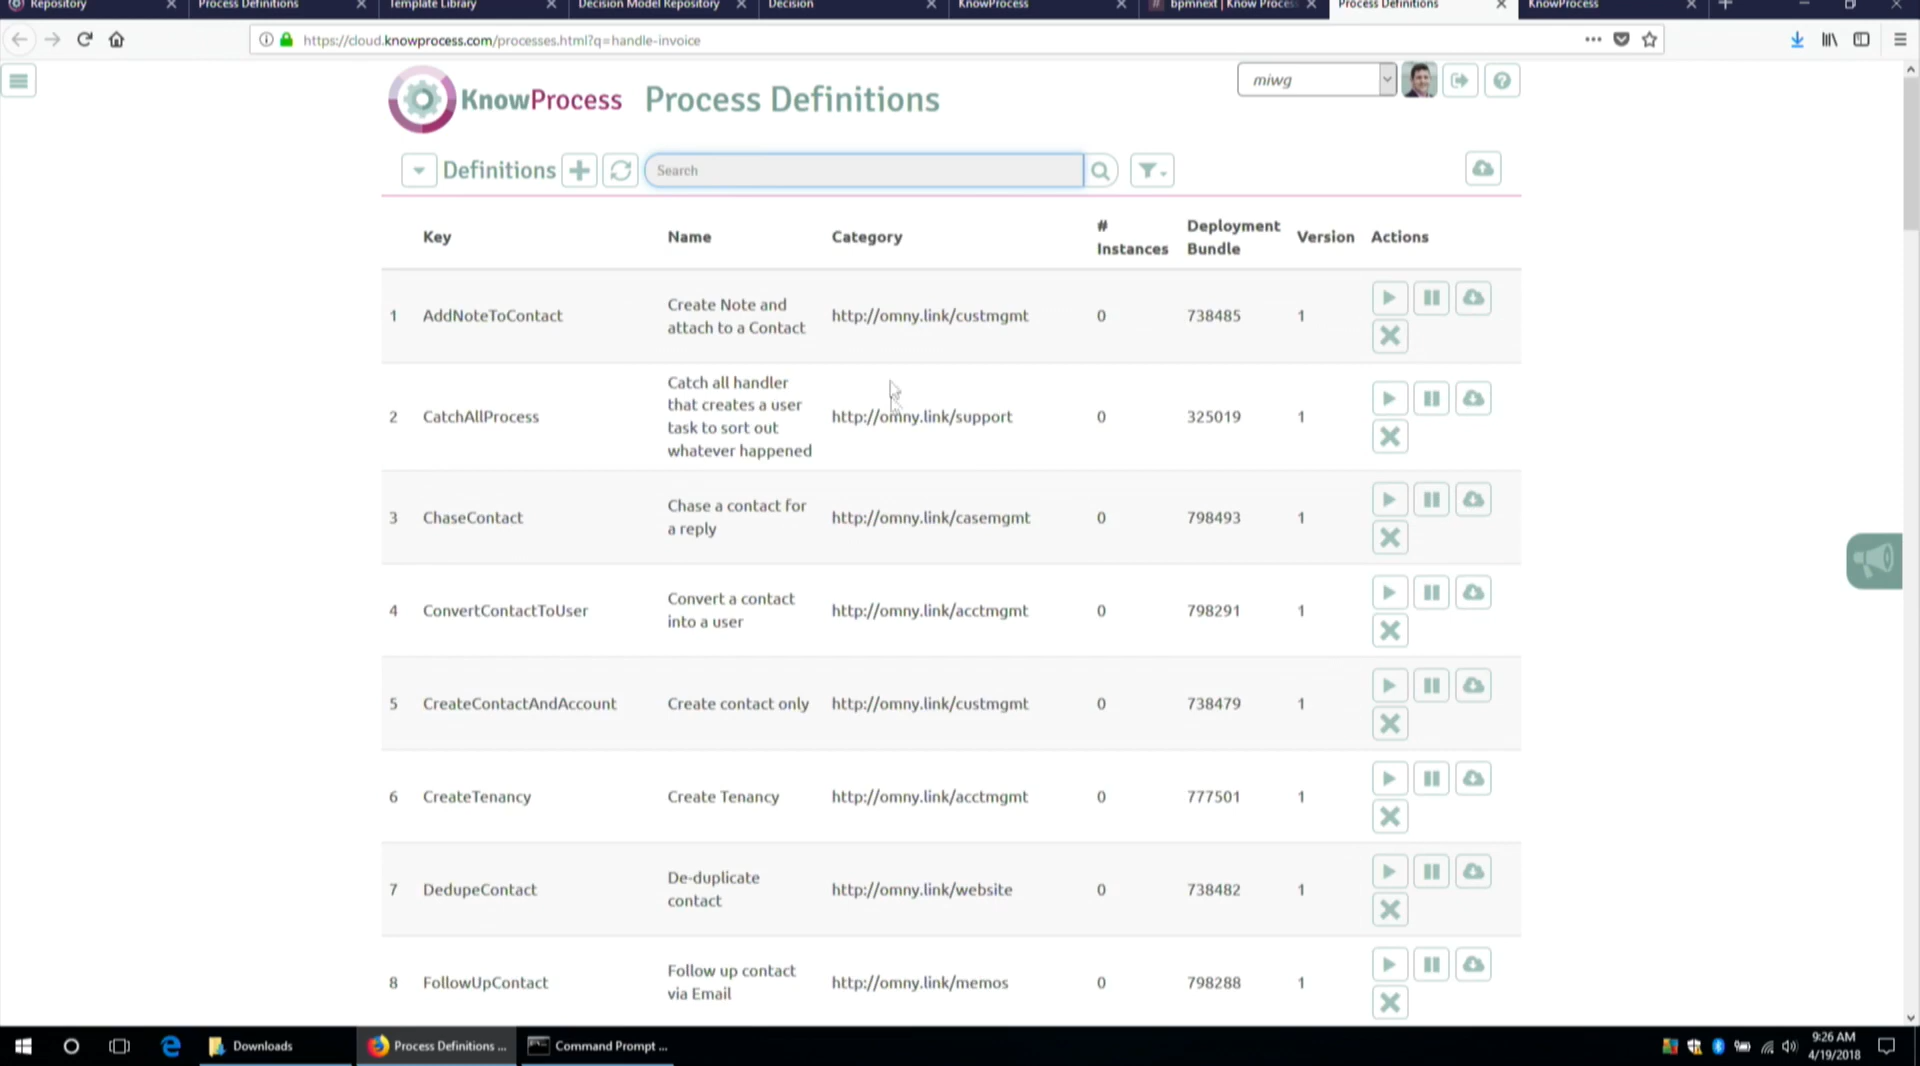 Repository
Process Definitions
Template Library
Decision Model Repository
Decision
KnowProcess
bpmnext | Know Process
Process Definitions
KnowProcess
https://cloud.knowprocess.com/processes.html?q=handle-invoice
KnowProcess
Process Definitions
miwg
Definitions
Search
Key
Name
Category
# Instances
Deployment Bundle
Version
Actions
1 AddNoteToContact Create Note and attach to a Contact http://omny.link/custmgmt 0 738485 1
2 CatchAllProcess Catch all handler that creates a user task to sort out whatever happened http://omny.link/support 0 325019 1
3 ChaseContact Chase a contact for a reply http://omny.link/casemgmt 0 798493 1
4 ConvertContactToUser Convert a contact into a user http://omny.link/acctmgmt 0 798291 1
5 CreateContactAndAccount Create contact only http://omny.link/custmgmt 0 738479 1
6 CreateTenancy Create Tenancy http://omny.link/acctmgmt 0 777501 1
7 DedupeContact De-duplicate contact http://omny.link/website 0 738482 1
8 FollowUpContact Follow up contact via Email http://omny.link/memos 0 798288 1
Downloads
Process Definitions ...
Command Prompt ...
9:26 AM
4/19/2018